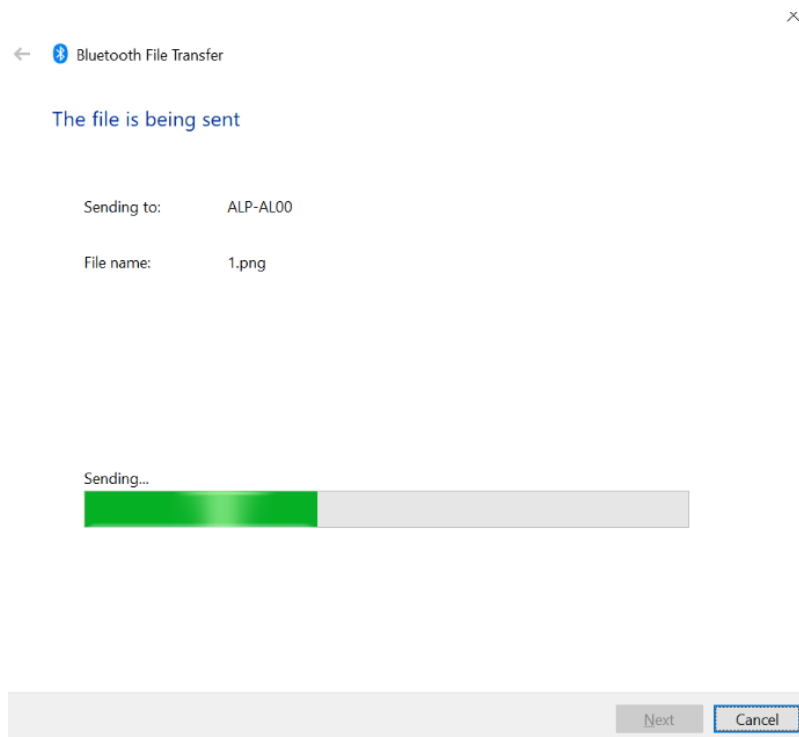 Bluetooth File Transfer
The file is being sent
Sending to: ALP-AL00
File name: 1.png
Sending...
Next Cancel